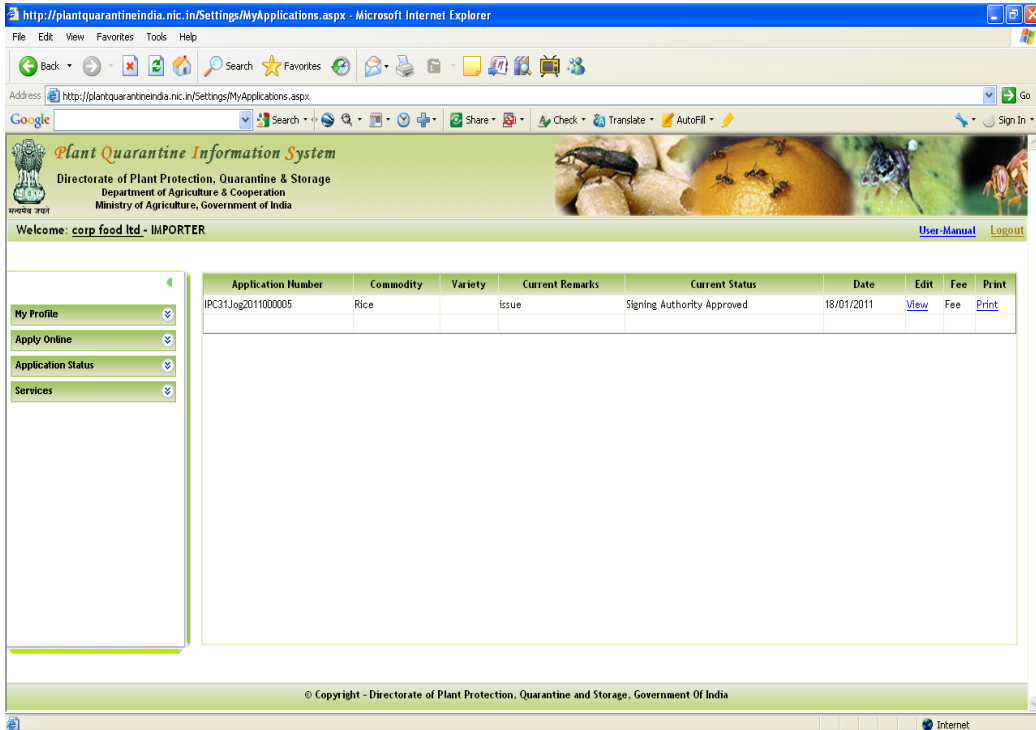 http://plantquarantineindia.nic.in/Settings/MyApplications.aspx - Microsoft Internet Explorer
File Edit View Favorites Tools Help
Back Search Favorites
Address http://plantquarantineindia.nic.in/Settings/MyApplications.aspx Go
Google Search Share Check Translate AutoFill Sign In
Plant Quarantine Information System
Directorate of Plant Protection, Quarantine & Storage
Department of Agriculture & Cooperation
Ministry of Agriculture, Government of India
सत्यमेव जयते
Welcome: corp food ltd - IMPORTER User-Manual Logout
Application Number Commodity Variety Current Remarks Current Status Date Edit Fee Print
IPC31Jog2011000005 Rice issue Signing Authority Approved 18/01/2011 View Fee Print
My Profile
Apply Online
Application Status
Services
© Copyright - Directorate of Plant Protection, Quarantine and Storage, Government Of India
Internet